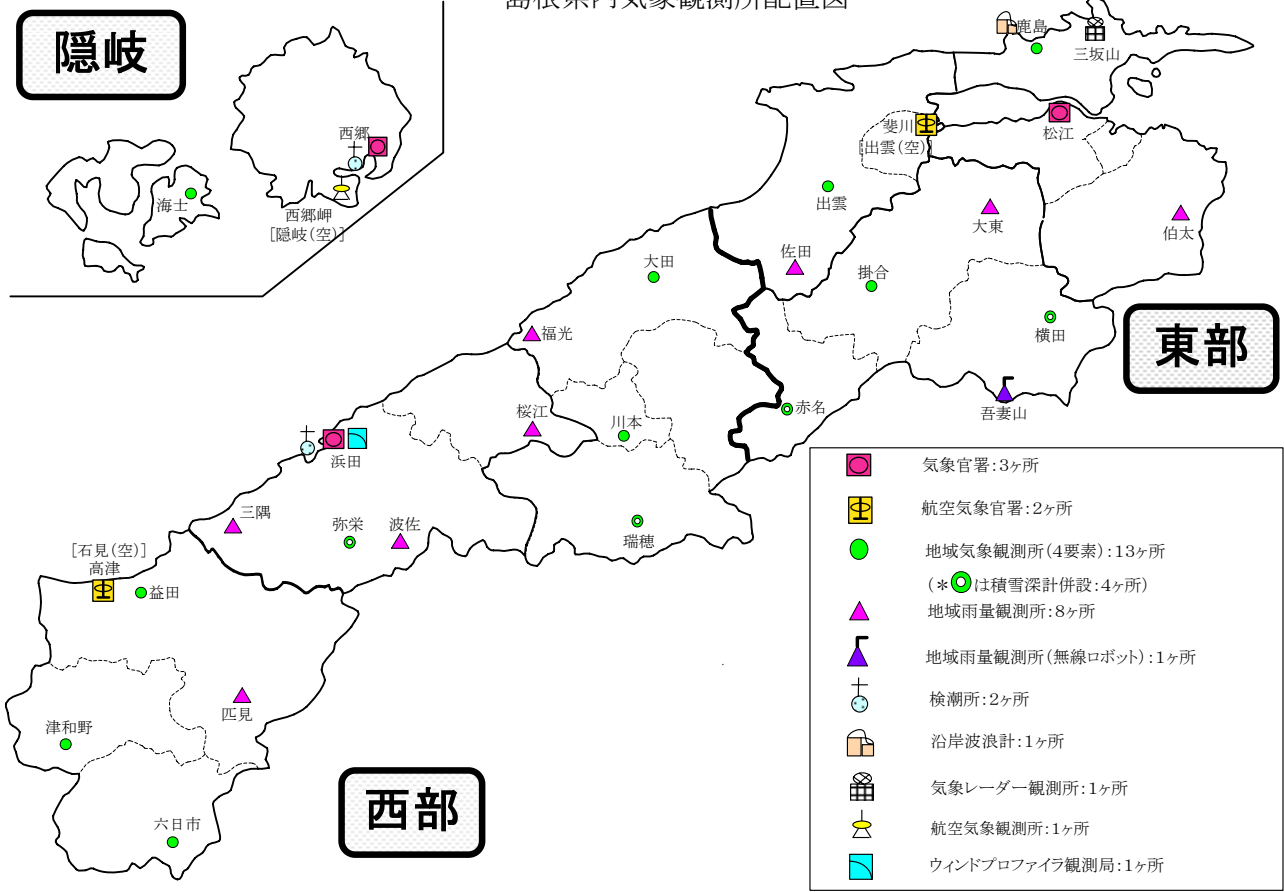 島根県内気象観測所配置図
隠岐
西郷
海士
西郷岬
[隠岐(空)]
鹿島
三坂山
斐川
[出雲(空)]
松江
出雲
大東
伯太
佐田
掛合
大田
横田
東部
福光
赤名
吾妻山
桜江
川本
浜田
三隅
弥栄
波佐
瑞穂
[石見(空)]
高津
益田
匹見
津和野
六日市
西部
気象官署:3ヶ所
航空気象官署:2ヶ所
地域気象観測所(4要素):13ヶ所
(*は積雪深計併設:4ヶ所)
地域雨量観測所:8ヶ所
地域雨量観測所(無線ロボット):1ヶ所
検潮所:2ヶ所
沿岸波浪計:1ヶ所
気象レーダー観測所:1ヶ所
航空気象観測所:1ヶ所
ウィンドプロファイラ観測局:1ヶ所